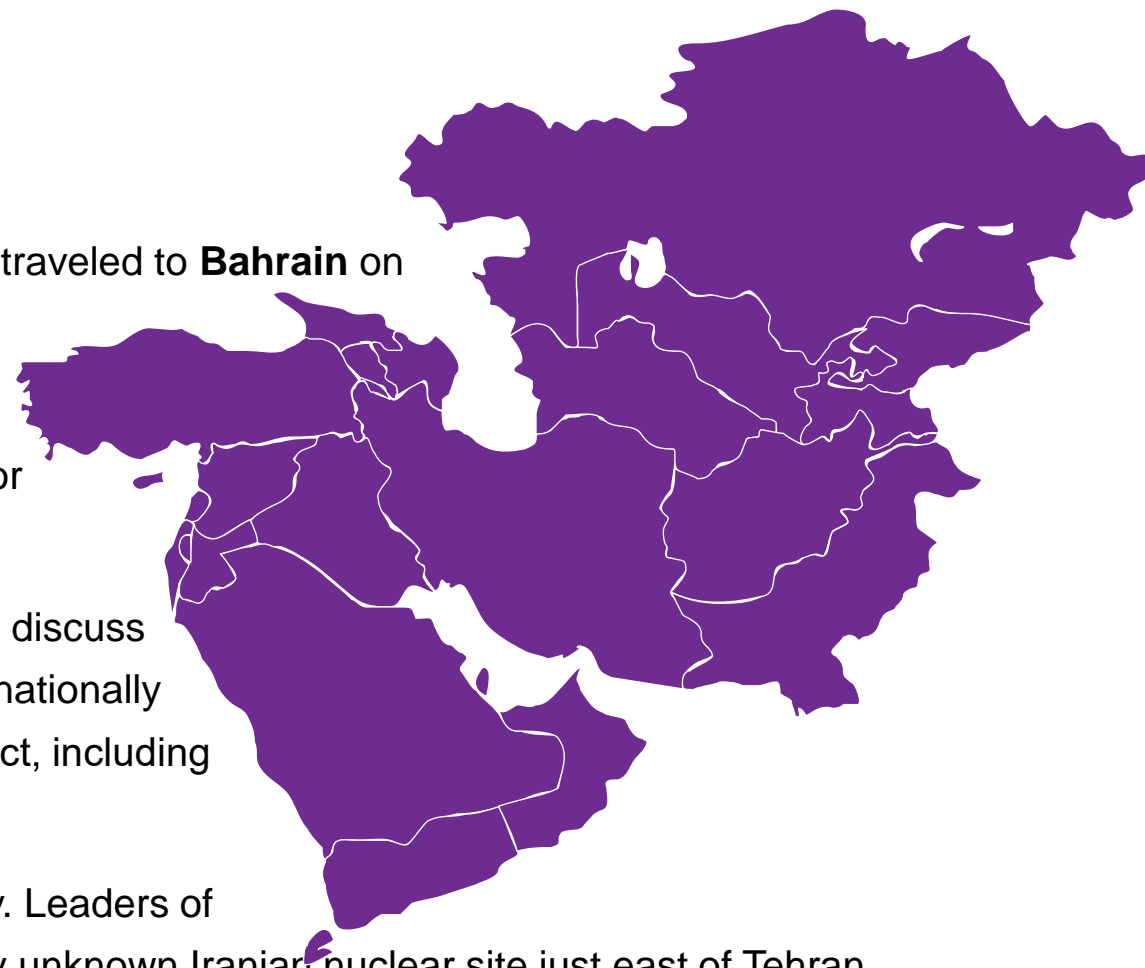 traveled to Bahrain on
or
discuss
nationally
ct, including
. Leaders of
unknown Iranian nuclear site just east of Tehran